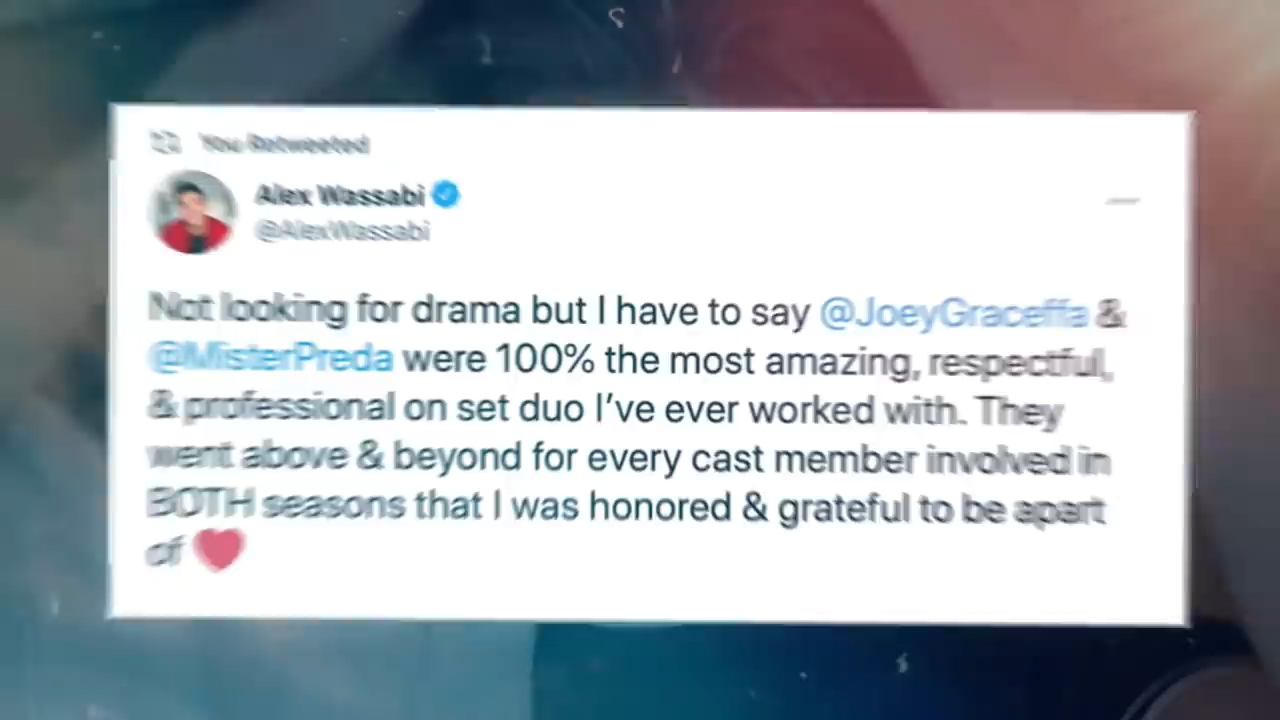 You Retweeted
Alex Wassabi
@AlexWassabi
Not looking for drama but I have to say @JoeyGraceffa &
@MisterPreda were 100% the most amazing, respectful,
& professional on set duo I've ever worked with. They
went above & beyond for every cast member involved in
BOTH seasons that I was honored & grateful to be apart
of ❤